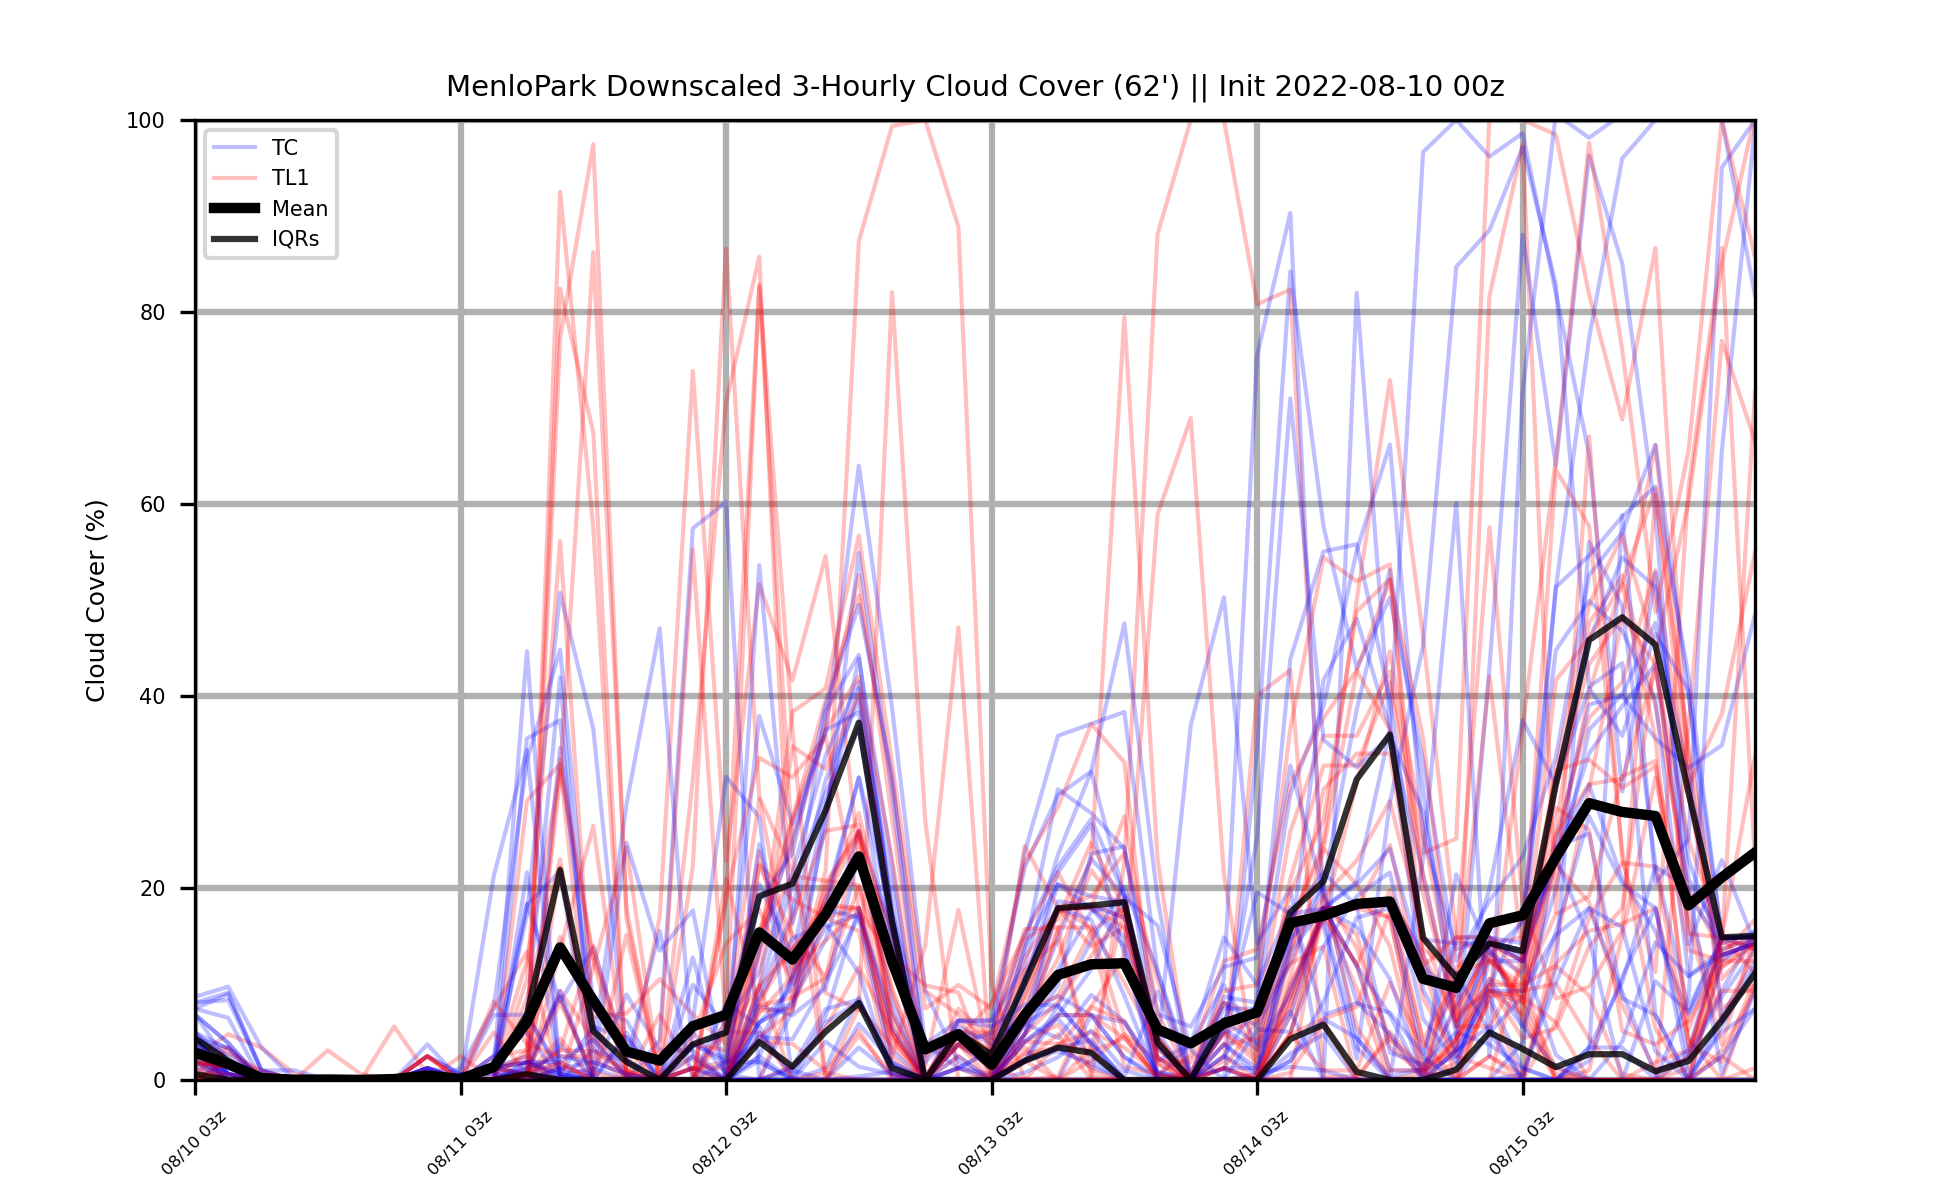 MenloPark Downscaled 3-Hourly Cloud Cover (62') || Init 2022-08-10 00z
100
80
60
40
20
0
Cloud Cover (%)
TC
TL1
Mean
IQRs
08/10 03z
08/11 03z
08/12 03z
08/13 03z
08/14 03z
08/15 03z